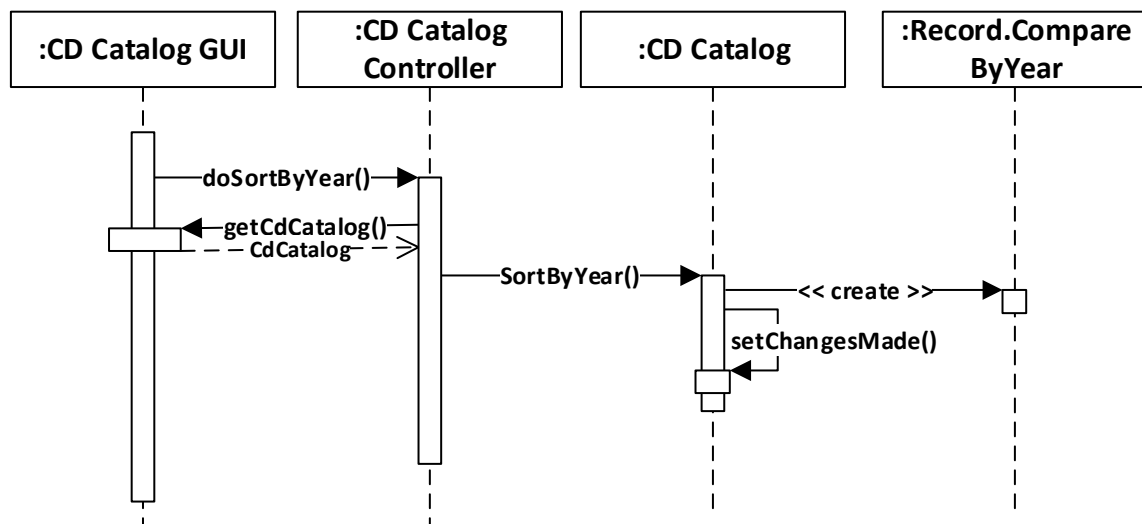 :CD Catalog GUI
:CD Catalog
Controller
:CD Catalog
:Record.Compare
ByYear
doSortByYear()
getCdCatalog()
CdCatalog
SortByYear()
<< create >>
setChangesMade()